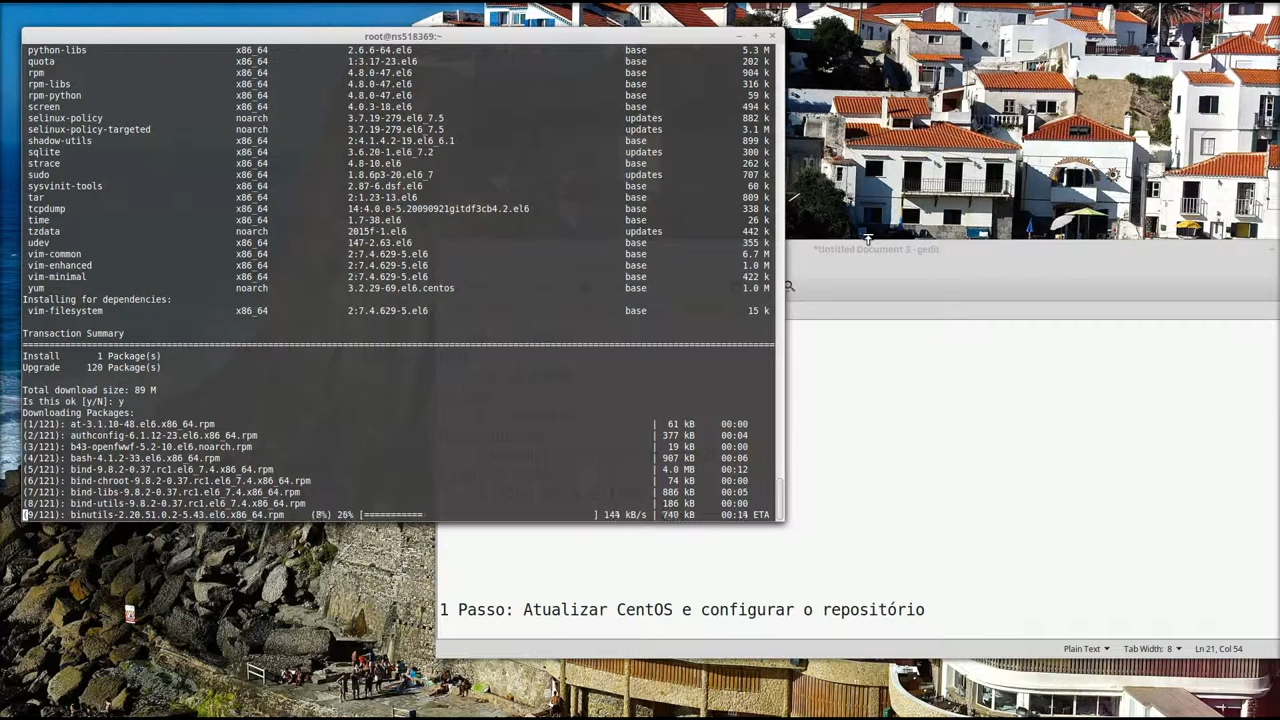 root@ns518369:~
python-libs x86_64 2.6.6-64.el6 base 5.3 M
quota x86_64 1:3.17-23.el6 base 202 k
rpm x86_64 4.8.0-47.el6 base 904 k
rpm-libs x86_64 4.8.0-47.el6 base 316 k
rpm-python x86_64 4.8.0-47.el6 base 59 k
screen x86_64 4.0.3-18.el6 base 494 k
selinux-policy noarch 3.7.19-279.el6_7.5 updates 882 k
selinux-policy-targeted noarch 3.7.19-279.el6_7.5 updates 3.1 M
shadow-utils x86_64 2:4.1.4.2-19.el6_6.1 base 899 k
sqlite x86_64 3.6.20-1.el6_7.2 updates 300 k
strace x86_64 4.8-10.el6 base 262 k
sudo x86_64 1.8.6p3-20.el6_7 updates 707 k
sysvinit-tools x86_64 2.87-6.dsf.el6 base 60 k
tar x86_64 2:1.23-13.el6 base 809 k
tcpdump x86_64 14:4.0.0-5.20090921gitdf3cb4.2.el6 base 338 k
time x86_64 1.7-38.el6 base 26 k
tzdata noarch 2015f-1.el6 updates 442 k
udev x86_64 147-2.63.el6 base 355 k
vim-common x86_64 2:7.4.629-5.el6 base 6.7 M
vim-enhanced x86_64 2:7.4.629-5.el6 base 1.0 M
vim-minimal x86_64 2:7.4.629-5.el6 base 422 k
yum noarch 3.2.29-69.el6.centos base 1.0 M
Installing for dependencies:
vim-filesystem x86_64 2:7.4.629-5.el6 base 15 k
Transaction Summary
Install 1 Package(s)
Upgrade 120 Package(s)
Total download size: 89 M
Is this ok [y/N]: y
Downloading Packages:
(1/121): at-3.1.10-48.el6.x86_64.rpm | 61 kB 00:00
(2/121): authconfig-6.1.12-23.el6.x86_64.rpm | 377 kB 00:04
(3/121): b43-openfwwf-5.2-10.el6.noarch.rpm | 19 kB 00:00
(4/121): bash-4.1.2-33.el6.x86_64.rpm | 907 kB 00:06
(5/121): bind-9.8.2-0.37.rc1.el6_7.4.x86_64.rpm | 4.0 MB 00:12
(6/121): bind-chroot-9.8.2-0.37.rc1.el6_7.4.x86_64.rpm | 74 kB 00:00
(7/121): bind-libs-9.8.2-0.37.rc1.el6_7.4.x86_64.rpm | 886 kB 00:05
(8/121): bind-utils-9.8.2-0.37.rc1.el6_7.4.x86_64.rpm | 186 kB 00:00
(9/121): binutils-2.20.51.0.2-5.43.el6.x86_64.rpm (8%) 26% [=========== ] 144 kB/s | 740 kB 00:14 ETA
*Untitled Document 5 - gedit
1 Passo: Atualizar CentOS e configurar o repositório
Plain Text Tab Width: 8 Ln 21, Col 54